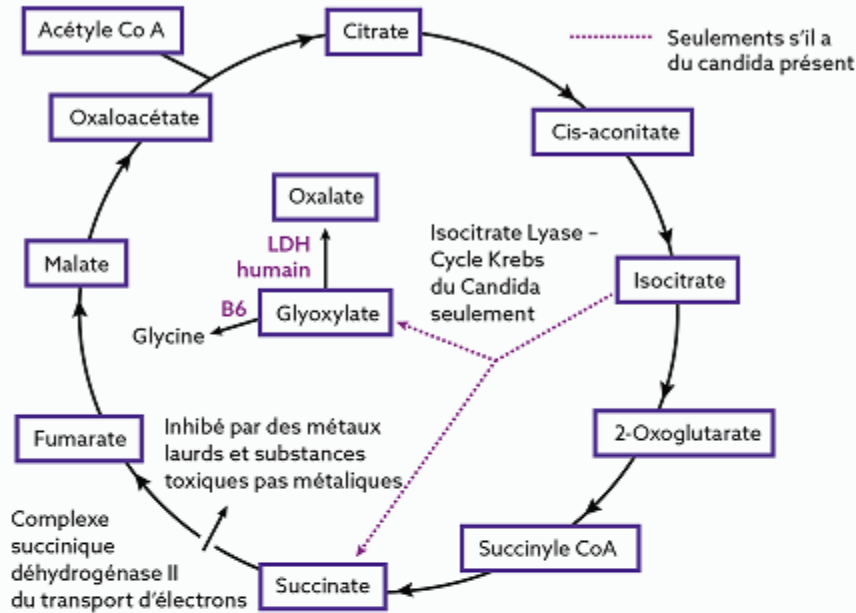 Acétyle Co A
Citrate
Seulements s'il a
du candida présent
Oxaloacétate
Cis-aconitate
Oxalate
LDH
humain
Isocitrate Lyase –
Cycle Krebs
du Candida
seulement
Malate
Isocitrate
B6
Glyoxylate
Glycine
Fumarate
Inhibé par des métaux
laurds et substances
toxiques pas métaliques
2-Oxoglutarate
Complexe
succinique
déhydrogénase II
du transport d'électrons
Succinyle CoA
Succinate